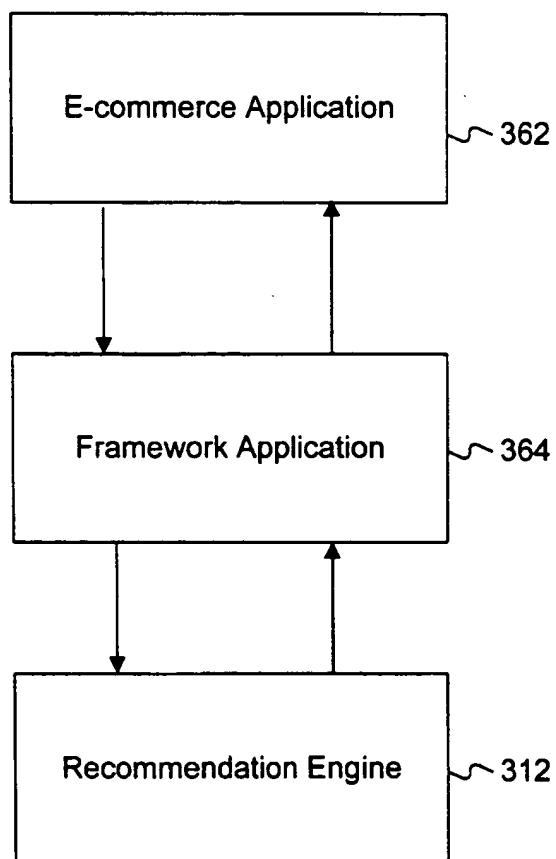 E-commerce Application
362
Framework Application
364
Recommendation Engine
312